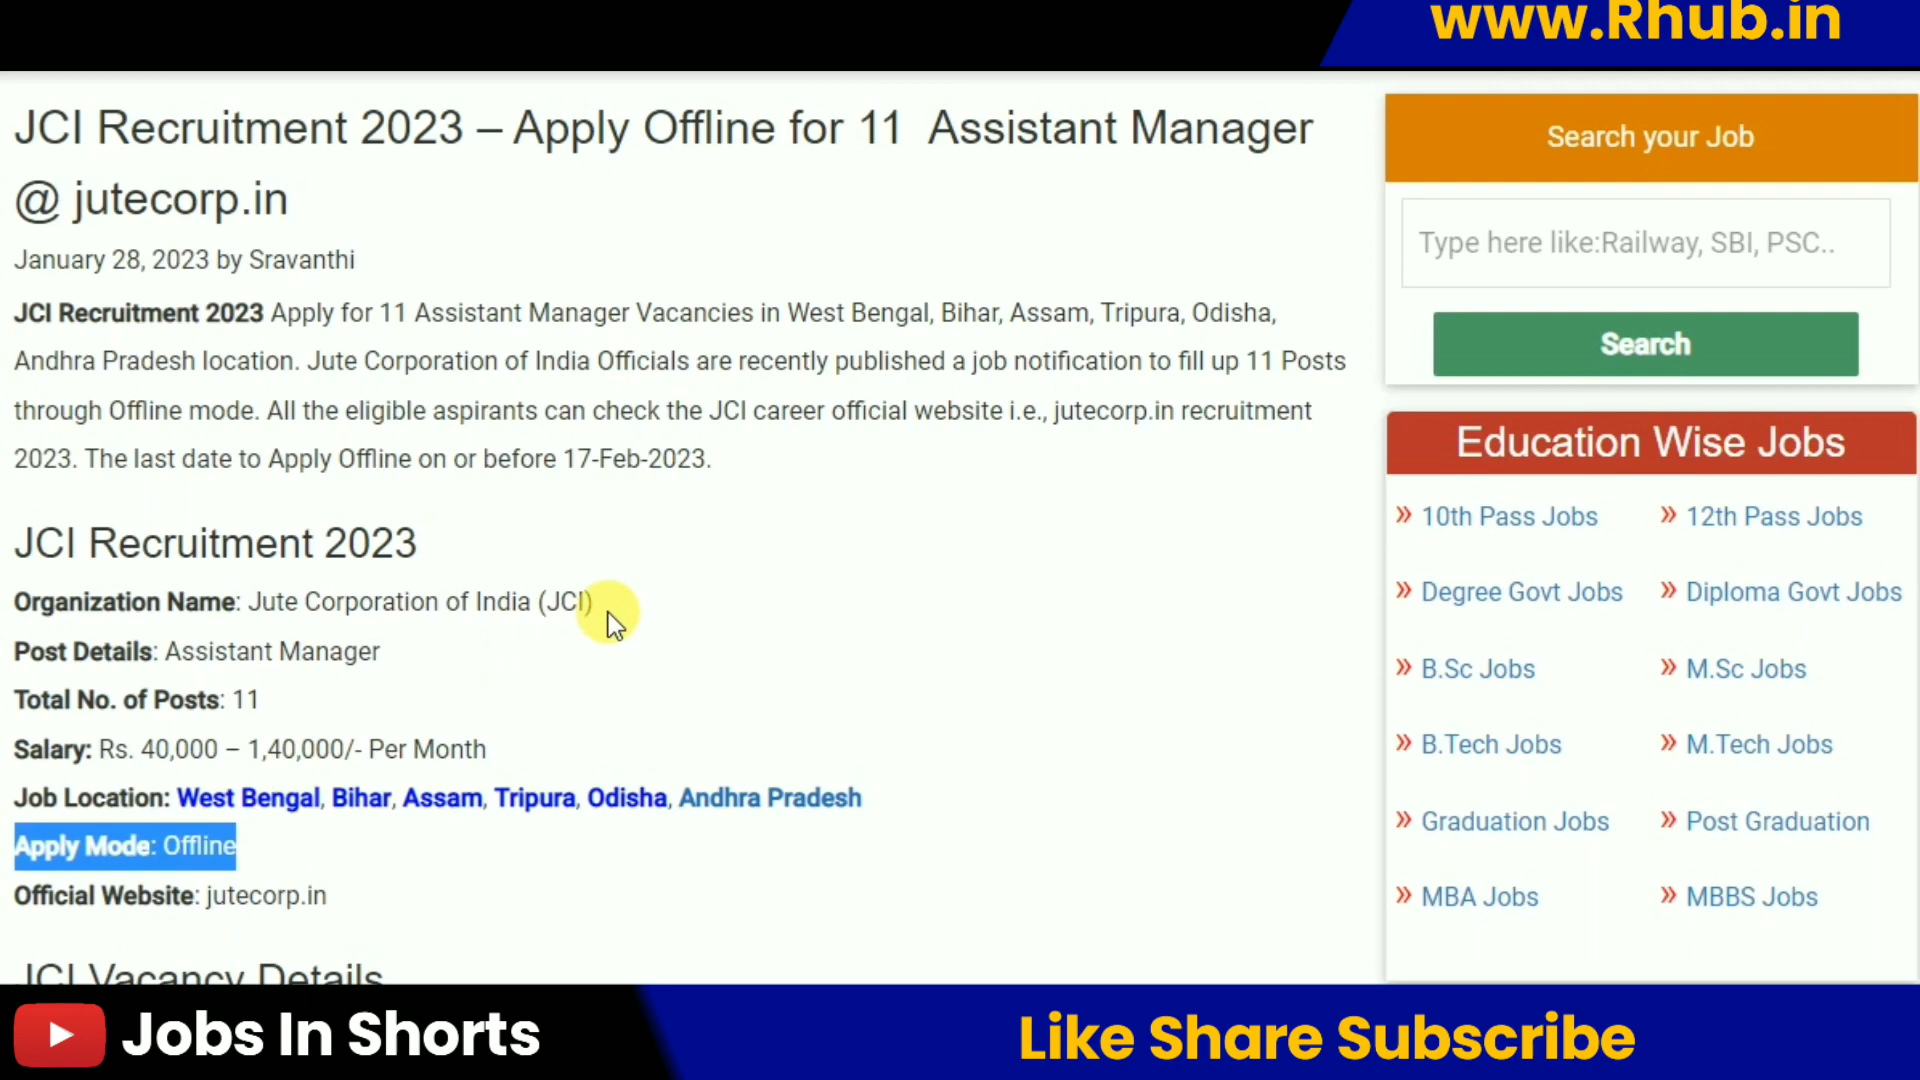 www.Rhub.in
JCI Recruitment 2023 – Apply Offline for 11 Assistant Manager
@ jutecorp.in
January 28, 2023 by Sravanthi
JCI Recruitment 2023 Apply for 11 Assistant Manager Vacancies in West Bengal, Bihar, Assam, Tripura, Odisha,
Andhra Pradesh location. Jute Corporation of India Officials are recently published a job notification to fill up 11 Posts
through Offline mode. All the eligible aspirants can check the JCI career official website i.e., jutecorp.in recruitment
2023. The last date to Apply Offline on or before 17-Feb-2023.
JCI Recruitment 2023
Organization Name: Jute Corporation of India (JCI)
Post Details: Assistant Manager
Total No. of Posts: 11
Salary: Rs. 40,000 – 1,40,000/- Per Month
Job Location: West Bengal, Bihar, Assam, Tripura, Odisha, Andhra Pradesh
Apply Mode: Offline
Official Website: jutecorp.in
JCI Vacancy Details
Search your Job
Type here like:Railway, SBI, PSC..
Search
Education Wise Jobs
» 10th Pass Jobs » 12th Pass Jobs
» Degree Govt Jobs » Diploma Govt Jobs
» B.Sc Jobs » M.Sc Jobs
» B.Tech Jobs » M.Tech Jobs
» Graduation Jobs » Post Graduation
» MBA Jobs » MBBS Jobs
Jobs In Shorts
Like Share Subscribe